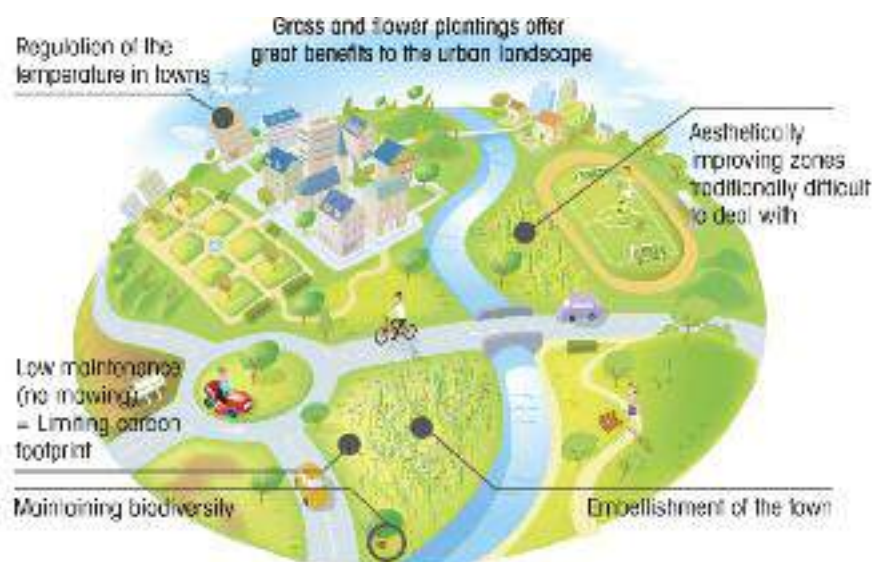 Grass and flower plantings offer
great benefits to the urban landscape
Regulation of the
temperature in towns
Aesthetically
improving zones
traditionally difficult
to deal with
Low maintenance
(no mowing)
= Limiting carbon
footprint
Maintaining biodiversity
Embellishment of the town